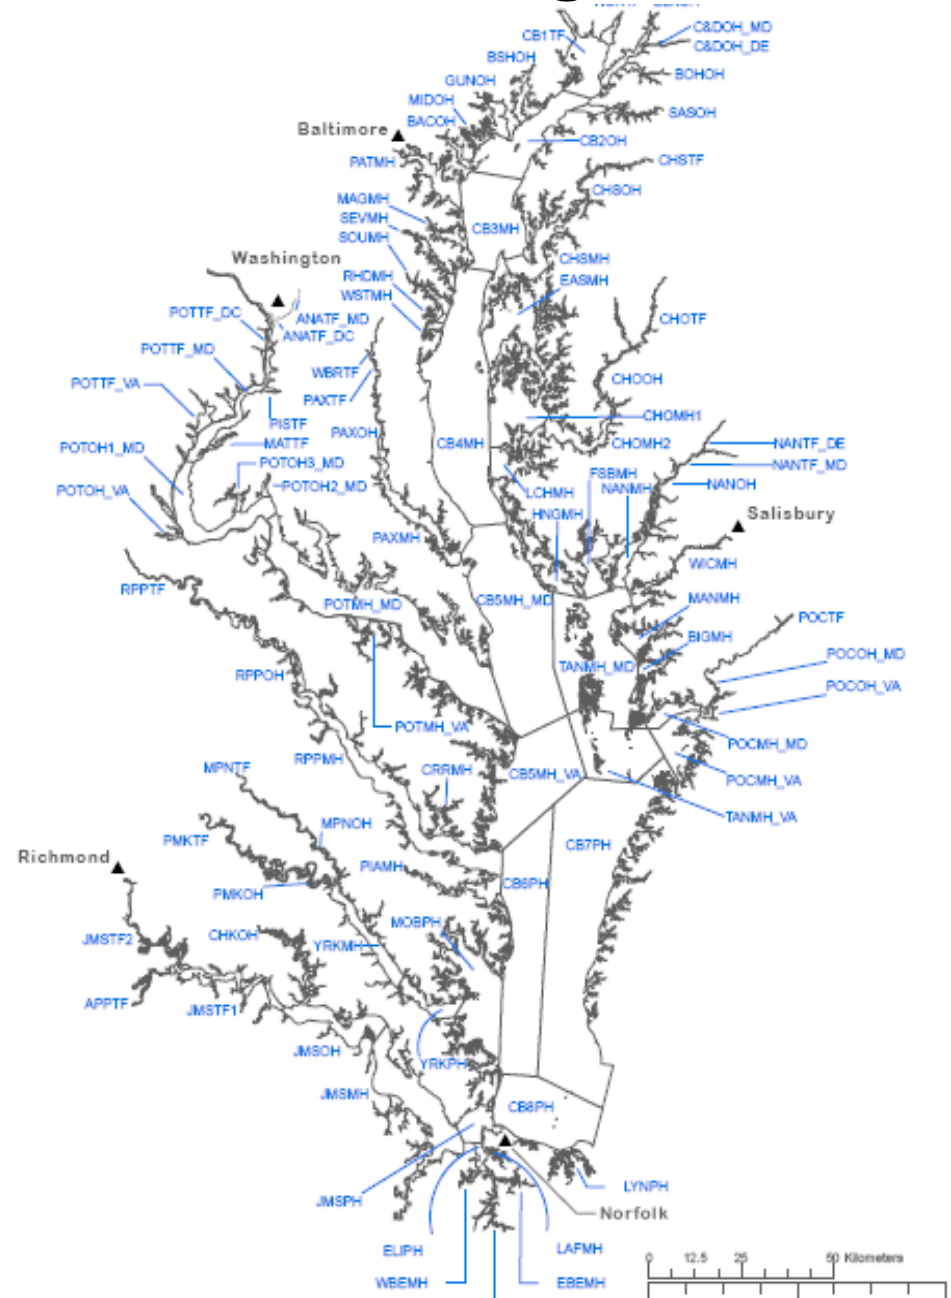 CB1TF
C&DOH_MD
C&DOH_DE
BSHOH
BOHOH
GUNOH
MIDOH
SASOH
BACOH
Baltimore
CB2OH
PATMH
CHSTF
CHSOH
MAGMH
SEVMH
CB3MH
SOUMH
Washington
CHSMH
RHDMH
EASMH
WSTMH
POTTF_DC
ANATF_MD
CHOTF
ANATF_DC
POTTF_MD
WBRTF
POTTF_VA
CHOOH
PAXTF
CHOMH1
PISTF
PAXOH
MATTF
CB4MH
CHOMH2
NANTF_DE
POTOH1_MD
POTOH3_MD
NANTF_MD
FSBMH
POTOH2_MD
NANOH
POTOH_VA
LCHMH
NANMH
HNGMH
Salisbury
PAXMH
WICMH
RPPTF
CB5MH_MD
MANMH
POTMH_MD
POCTF
BIGMH
POCOH_MD
TANMH_MD
RPPOH
POCOH_VA
POTMH_VA
POCMH_MD
RPPMH
MPNTF
CRRMH
CB5MH_VA
POCMH_VA
TANMH_VA
MPNOH
PMKTF
CB7PH
Richmond
PIAMH
PMKOH
CB6PH
MOBPH
CHKOH
JMSTF2
YRKMH
APPTF
JMSTF1
JMSOH
YRKPH
JMSMH
CB8PH
LYNPH
JMSPH
Norfolk
ELIPH
LAFMH
WBEMH
EBEMH
0 12.5 25 50 Kilometers